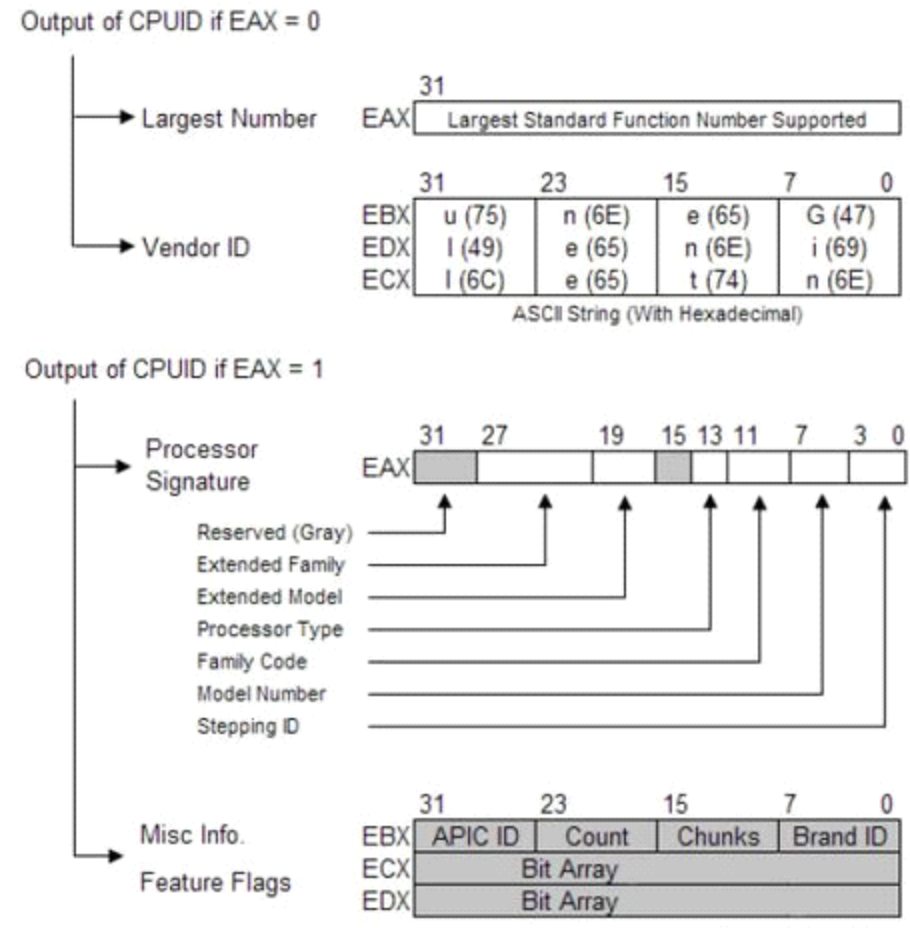 Output of CPUID if EAX = 0
31
Largest Number EAX Largest Standard Function Number Supported
31 23 15 7 0
EBX u (75) n (6E) e (65) G (47)
Vendor ID EDX I (49) e (65) n (6E) i (69)
ECX l (6C) e (65) t (74) n (6E)
ASCII String (With Hexadecimal)
Output of CPUID if EAX = 1
31 27 19 15 13 11 7 3 0
Processor
Signature EAX
Reserved (Gray)
Extended Family
Extended Model
Processor Type
Family Code
Model Number
Stepping ID
31 23 15 7 0
Misc Info. EBX APIC ID Count Chunks Brand ID
ECX Bit Array
Feature Flags
EDX Bit Array